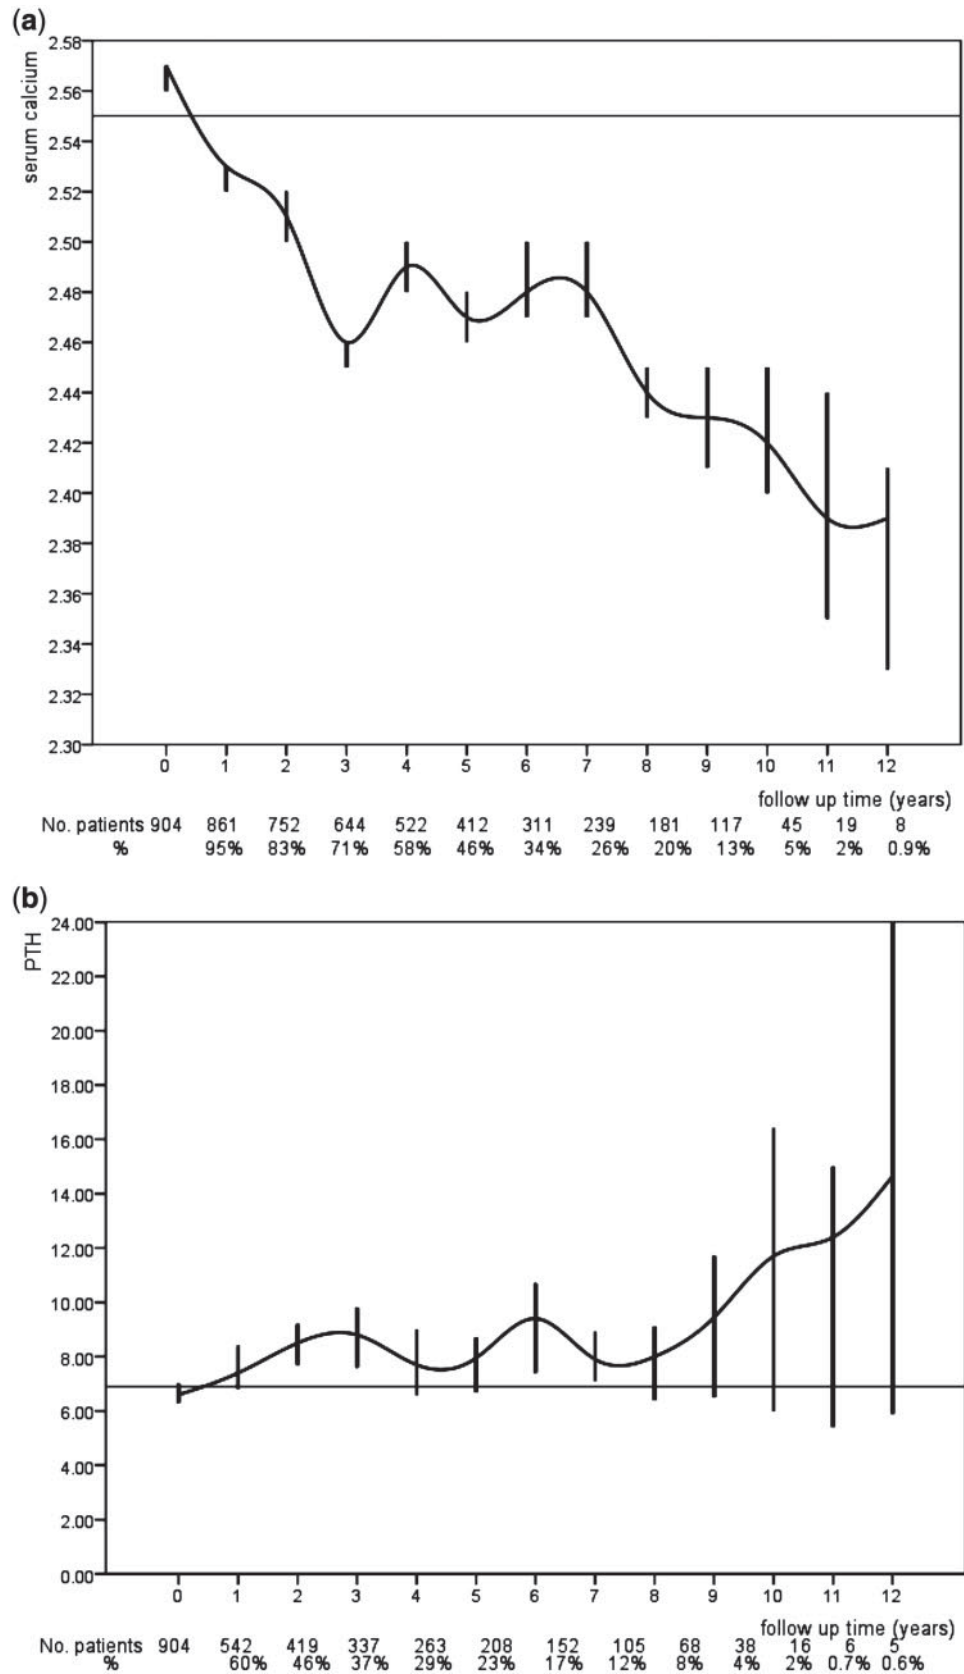 (a)
serum calcium
2.58
2.56
2.54
2.52
2.50
2.48
2.46
2.44
2.42
2.40
2.38
2.36
2.34
2.32
2.30
0 1 2 3 4 5 6 7 8 9 10 11 12
follow up time (years)
No. patients 904 861 752 644 522 412 311 239 181 117 45 19 8
% 95% 83% 71% 58% 46% 34% 26% 20% 13% 5% 2% 0.9%
(b)
PTH
24.00
22.00
20.00
18.00
16.00
14.00
12.00
10.00
8.00
6.00
4.00
2.00
0.00
0 1 2 3 4 5 6 7 8 9 10 11 12
follow up time (years)
No. patients 904 542 419 337 263 208 152 105 68 38 16 6 5
% 60% 46% 37% 29% 23% 17% 12% 8% 4% 2% 0.7% 0.6%